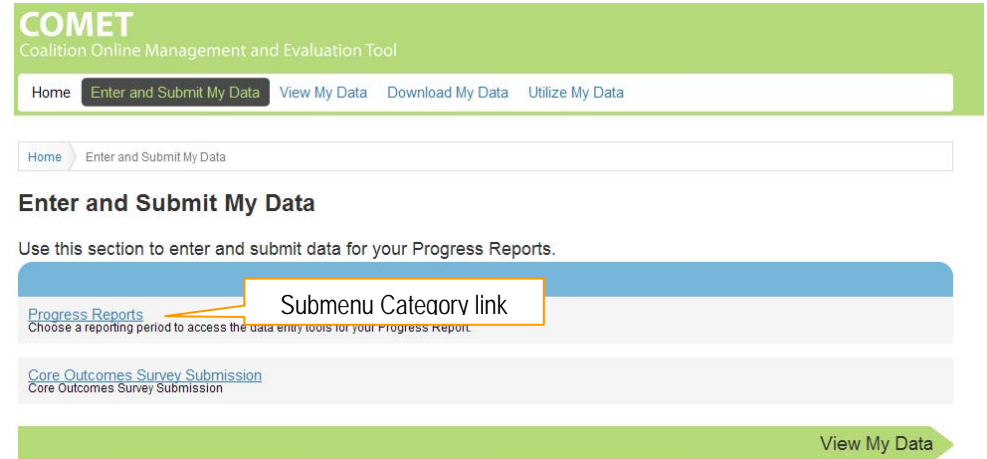 COMET
Coalition Online Management and Evaluation Tool
Home Enter and Submit My Data View My Data Download My Data Utilize My Data
Home Enter and Submit My Data
Enter and Submit My Data
Use this section to enter and submit data for your Progress Reports.
Submenu Category link
Progress Reports
Choose a reporting period to access the data entry tools for your Progress Report.
Core Outcomes Survey Submission
Core Outcomes Survey Submission
View My Data